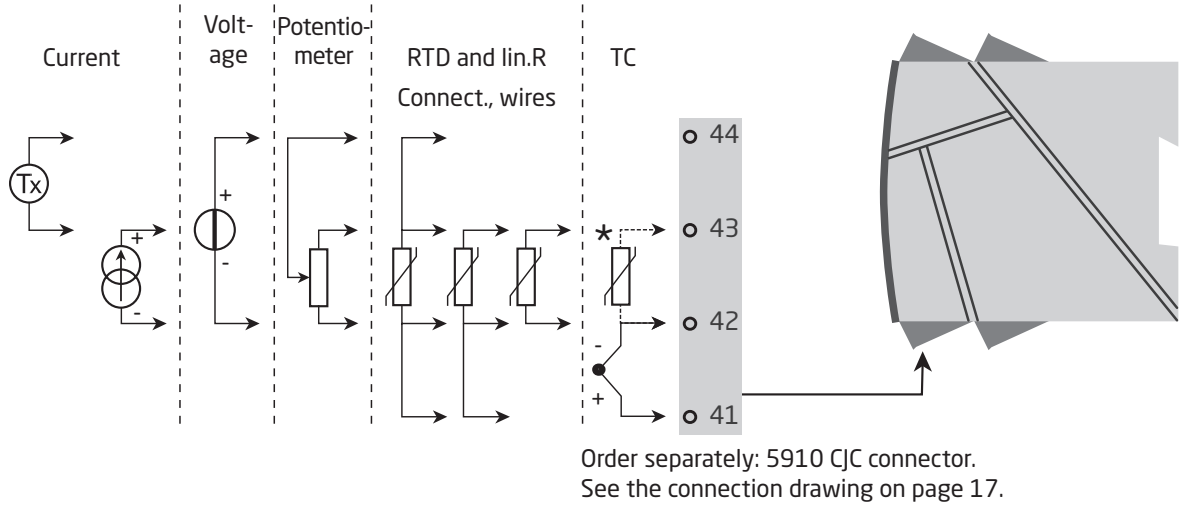 Current
Volt-
age
Potentio-
meter
RTD and lin.R
Connect., wires
TC
Tx
+
-
+
-
*
-
+
44
43
42
41
Order separately: 5910 CJC connector.
See the connection drawing on page 17.